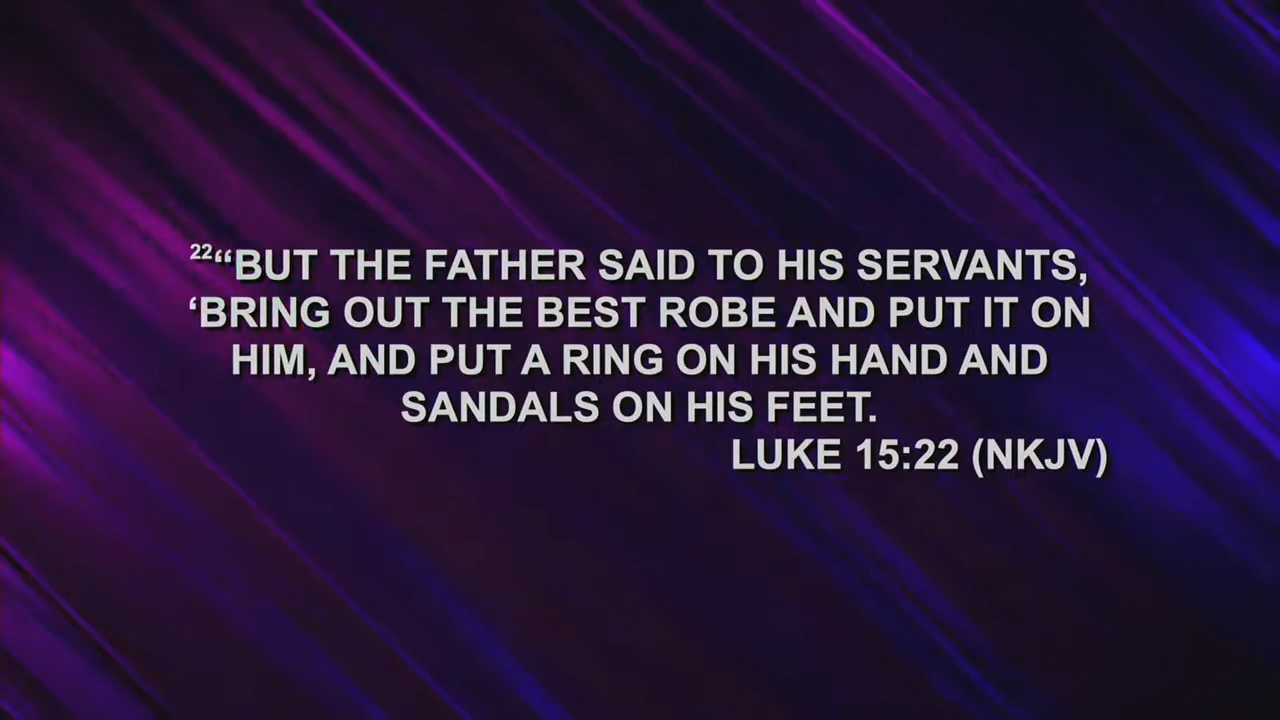 ²²“BUT THE FATHER SAID TO HIS SERVANTS,
‘BRING OUT THE BEST ROBE AND PUT IT ON
HIM, AND PUT A RING ON HIS HAND AND
SANDALS ON HIS FEET.
LUKE 15:22 (NKJV)